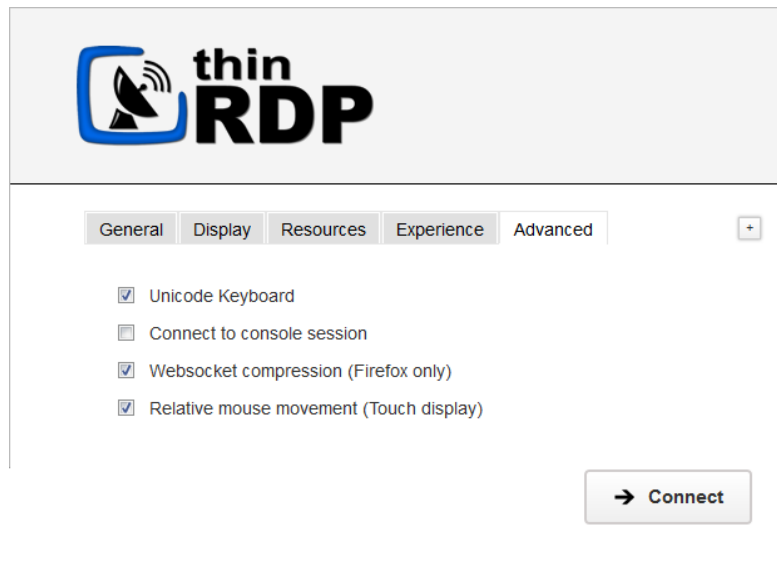 thin
RDP
General Display Resources Experience Advanced +
Unicode Keyboard
Connect to console session
Websocket compression (Firefox only)
Relative mouse movement (Touch display)
Connect